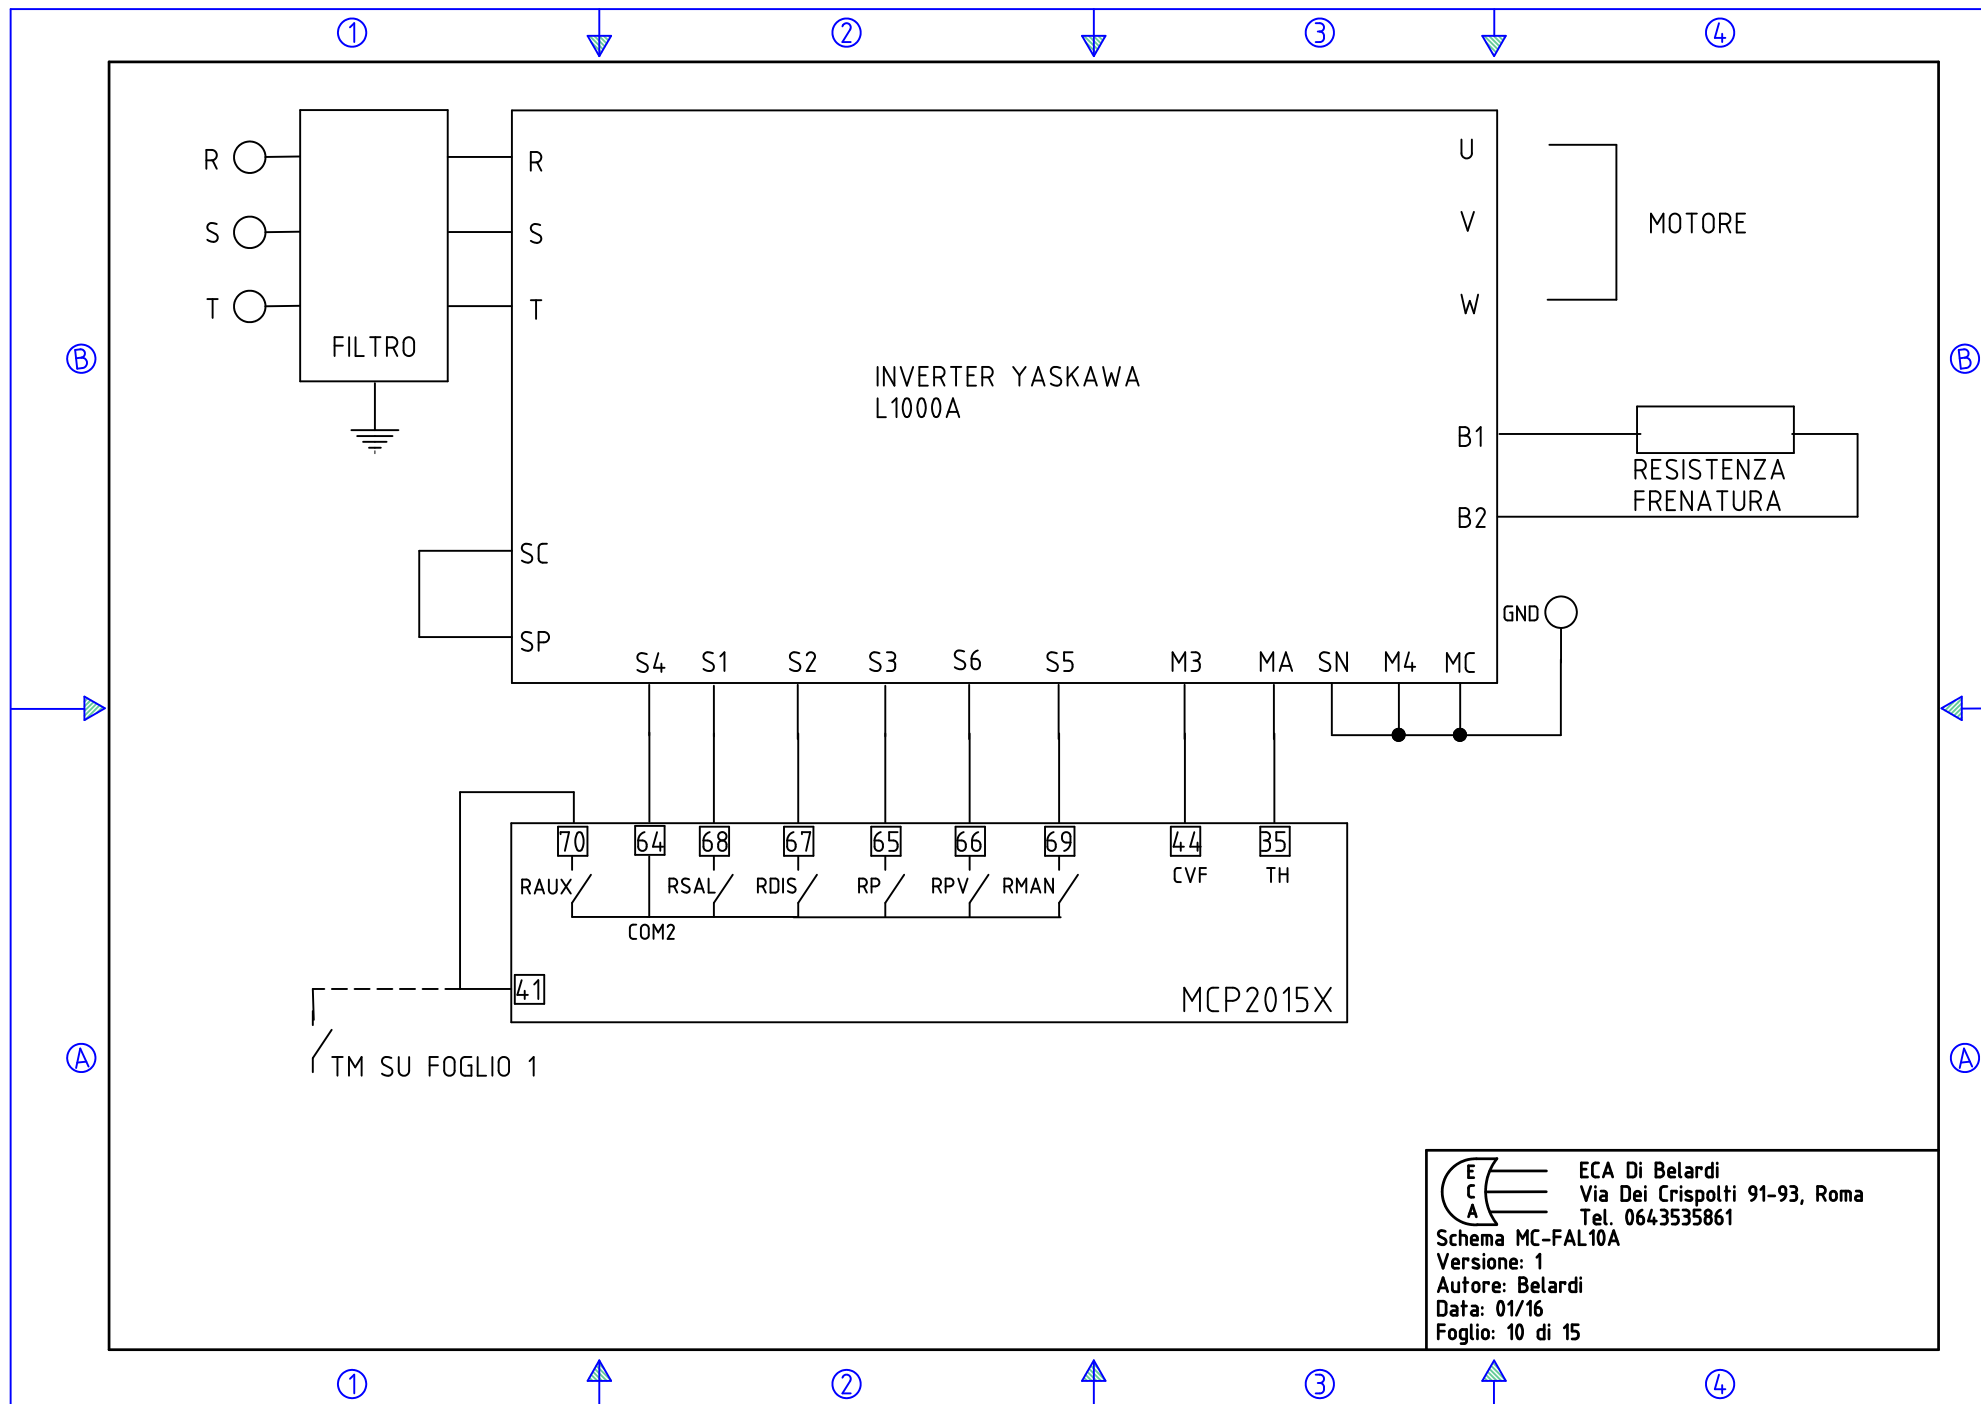 1 2 3 4
R R U
S S V MOTORE
T T W
FILTRO
B B
INVERTER YASKAWA
L1000A
B1
RESISTENZA
FRENATURA
B2
SC
GND
SP
S4 S1 S2 S3 S6 S5 M3 MA SN M4 MC
70 64 68 67 65 66 69 44 35
RAUX RSAL RDIS RP RPV RMAN CVF TH
COM2
41 MCP2015X
A A
TM SU FOGLIO 1
E
C
A
ECA Di Belardi
Via Dei Crispolti 91-93, Roma
Tel. 0643535861
Schema MC-FAL10A
Versione: 1
Autore: Belardi
Data: 01/16
Foglio: 10 di 15
1 2 3 4